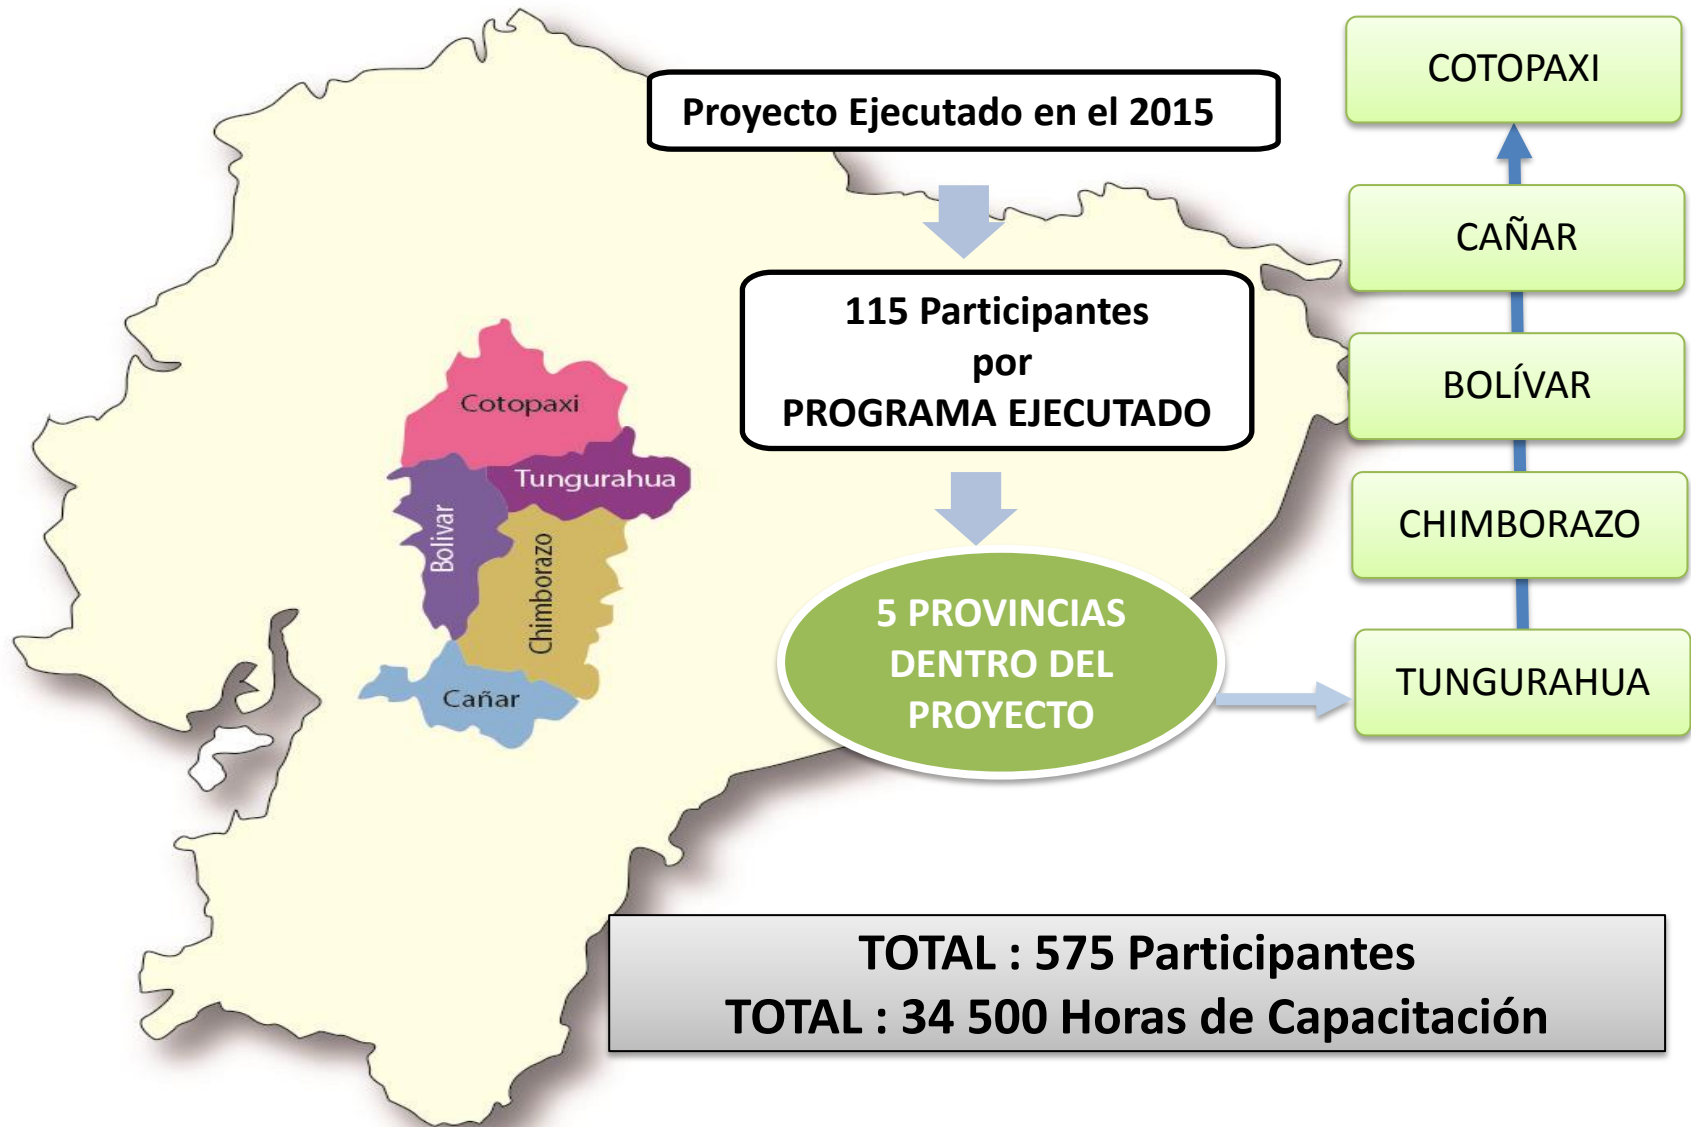 Proyecto Ejecutado en el 2015
115 Participantes
por
PROGRAMA EJECUTADO
5 PROVINCIAS
DENTRO DEL
PROYECTO
COTOPAXI
CAÑAR
BOLÍVAR
CHIMBORAZO
TUNGURAHUA
Cotopaxi
Tungurahua
Bolivar
Chimborazo
Cañar
TOTAL : 575 Participantes
TOTAL : 34 500 Horas de Capacitación